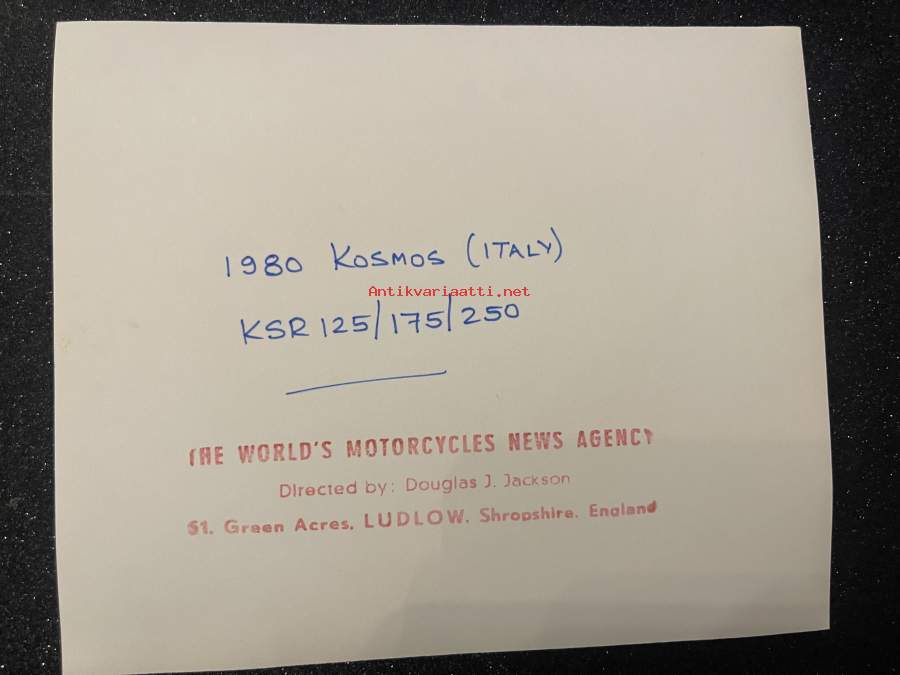 1980 KOSMOS (ITALY)
Antikvariaatti.net
KSR 125/175/250
THE WORLD'S MOTORCYCLES NEWS AGENCY
Directed by: Douglas J. Jackson
51. Green Acres. LUDLOW. Shropshire. England